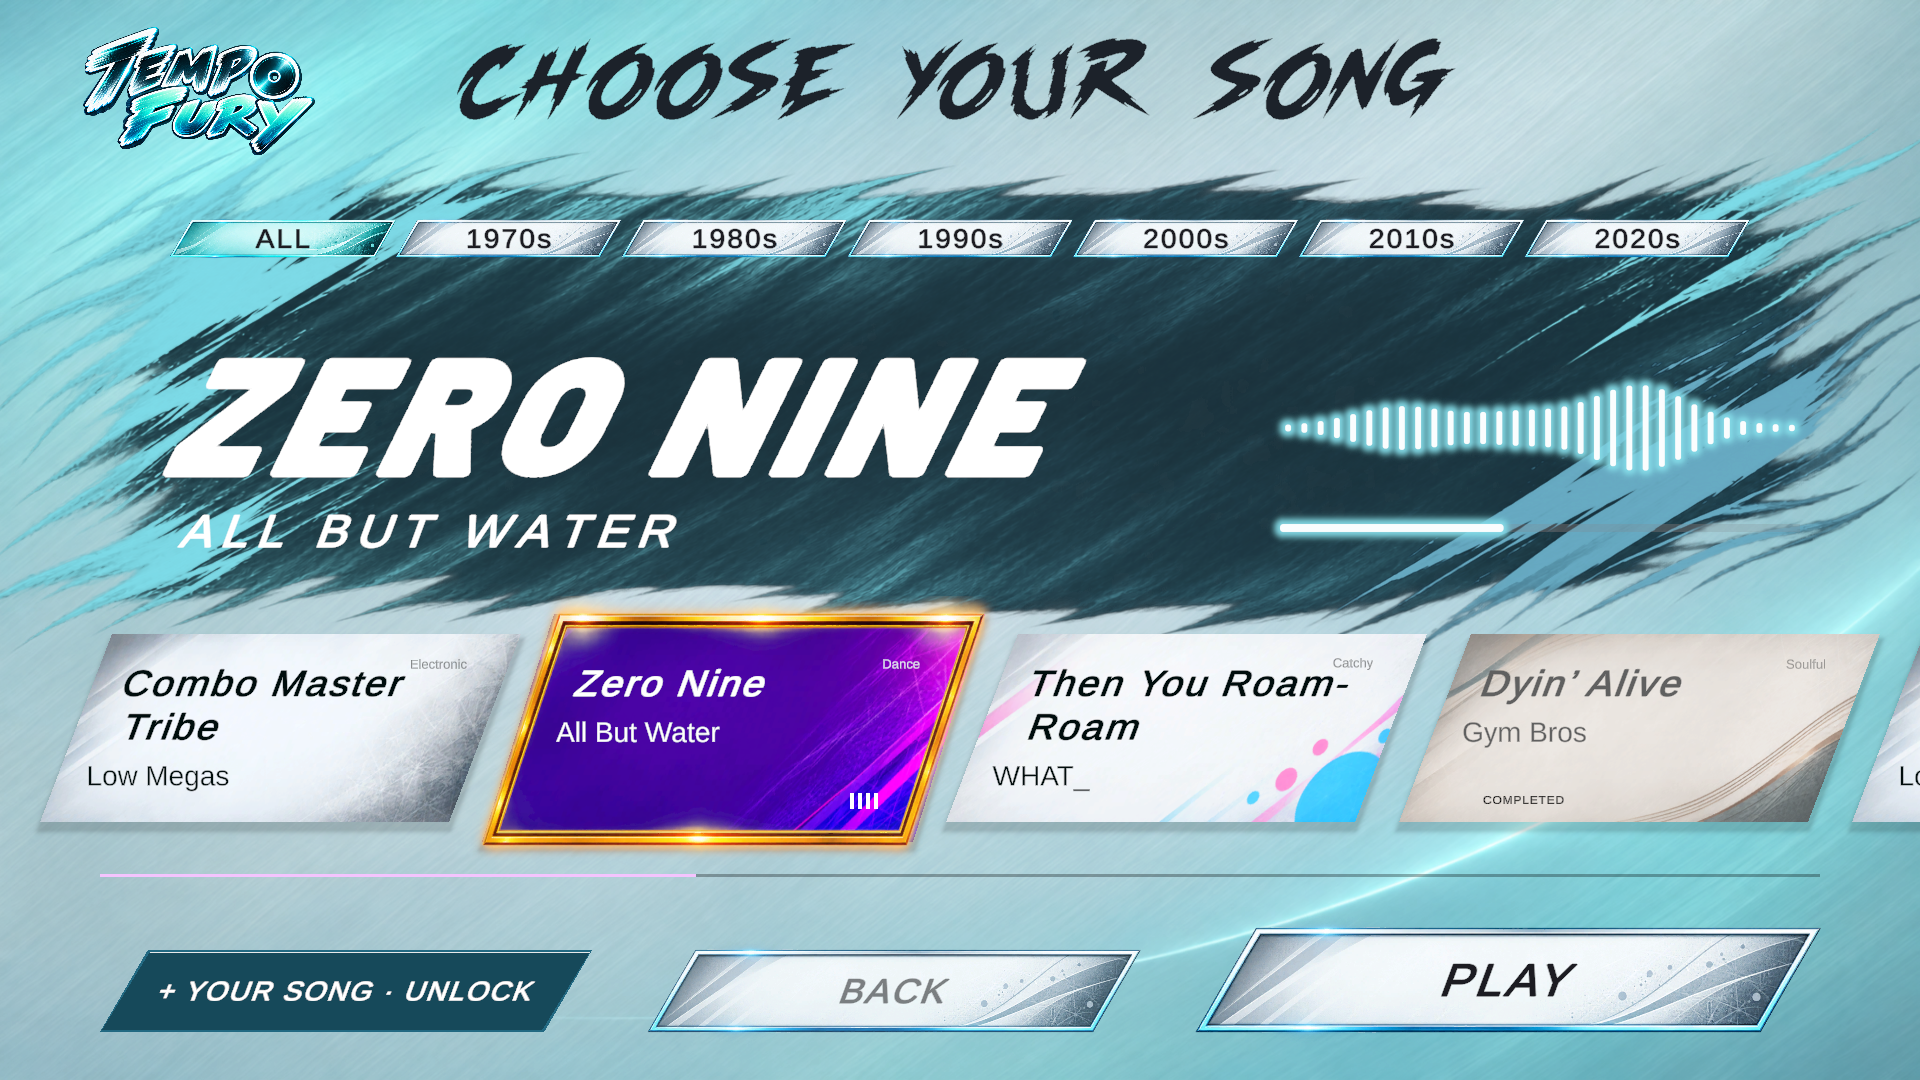 TEMPO
FURY
CHOOSE YOUR SONG
ALL
1970s
1980s
1990s
2000s
2010s
2020s
ZERO NINE
ALL BUT WATER
Combo Master
Tribe
Electronic
Low Megas
Zero Nine
Dance
All But Water
Then You Roam-
Roam
Catchy
WHAT_
Dyin’ Alive
Soulful
Gym Bros
COMPLETED
+ YOUR SONG · UNLOCK
BACK
PLAY